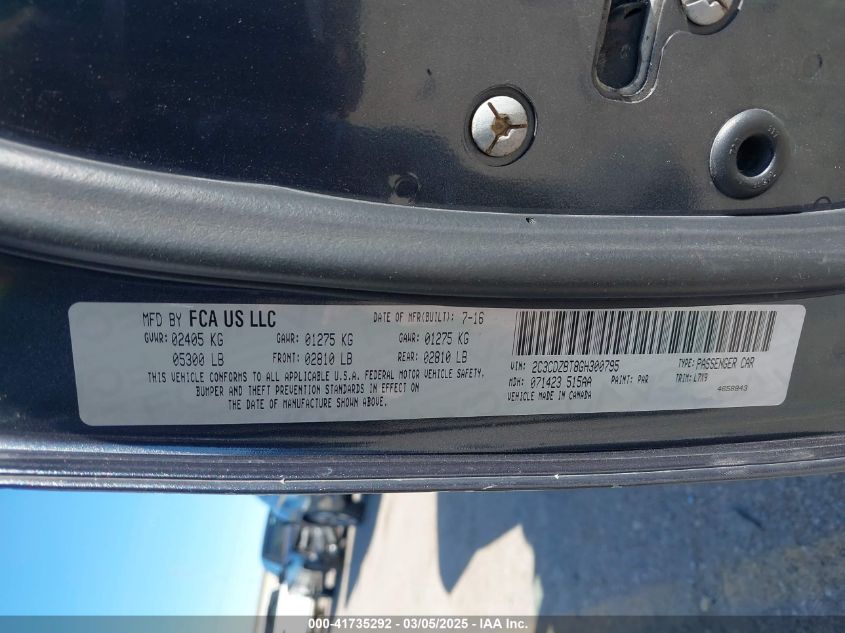 MFD BY FCA US LLC DATE OF MFR(BUILT): 7-16
GVWR: 02405 KG GAWR: 01275 KG GAWR: 01275 KG
05300 LB FRONT: 02810 LB REAR: 02810 LB
THIS VEHICLE CONFORMS TO ALL APPLICABLE U.S.A. FEDERAL MOTOR VEHICLE SAFETY,
BUMPER AND THEFT PREVENTION STANDARDS IN EFFECT ON
THE DATE OF MANUFACTURE SHOWN ABOVE.
VIN: 2C3CDZBT8GH300795 TYPE: PASSENGER CAR
MDH: 071423 515AA PAINT: PAR TRIM: L7X9
VEHICLE MADE IN CANADA 4658943
000-41735292 - 03/05/2025 - IAA Inc.